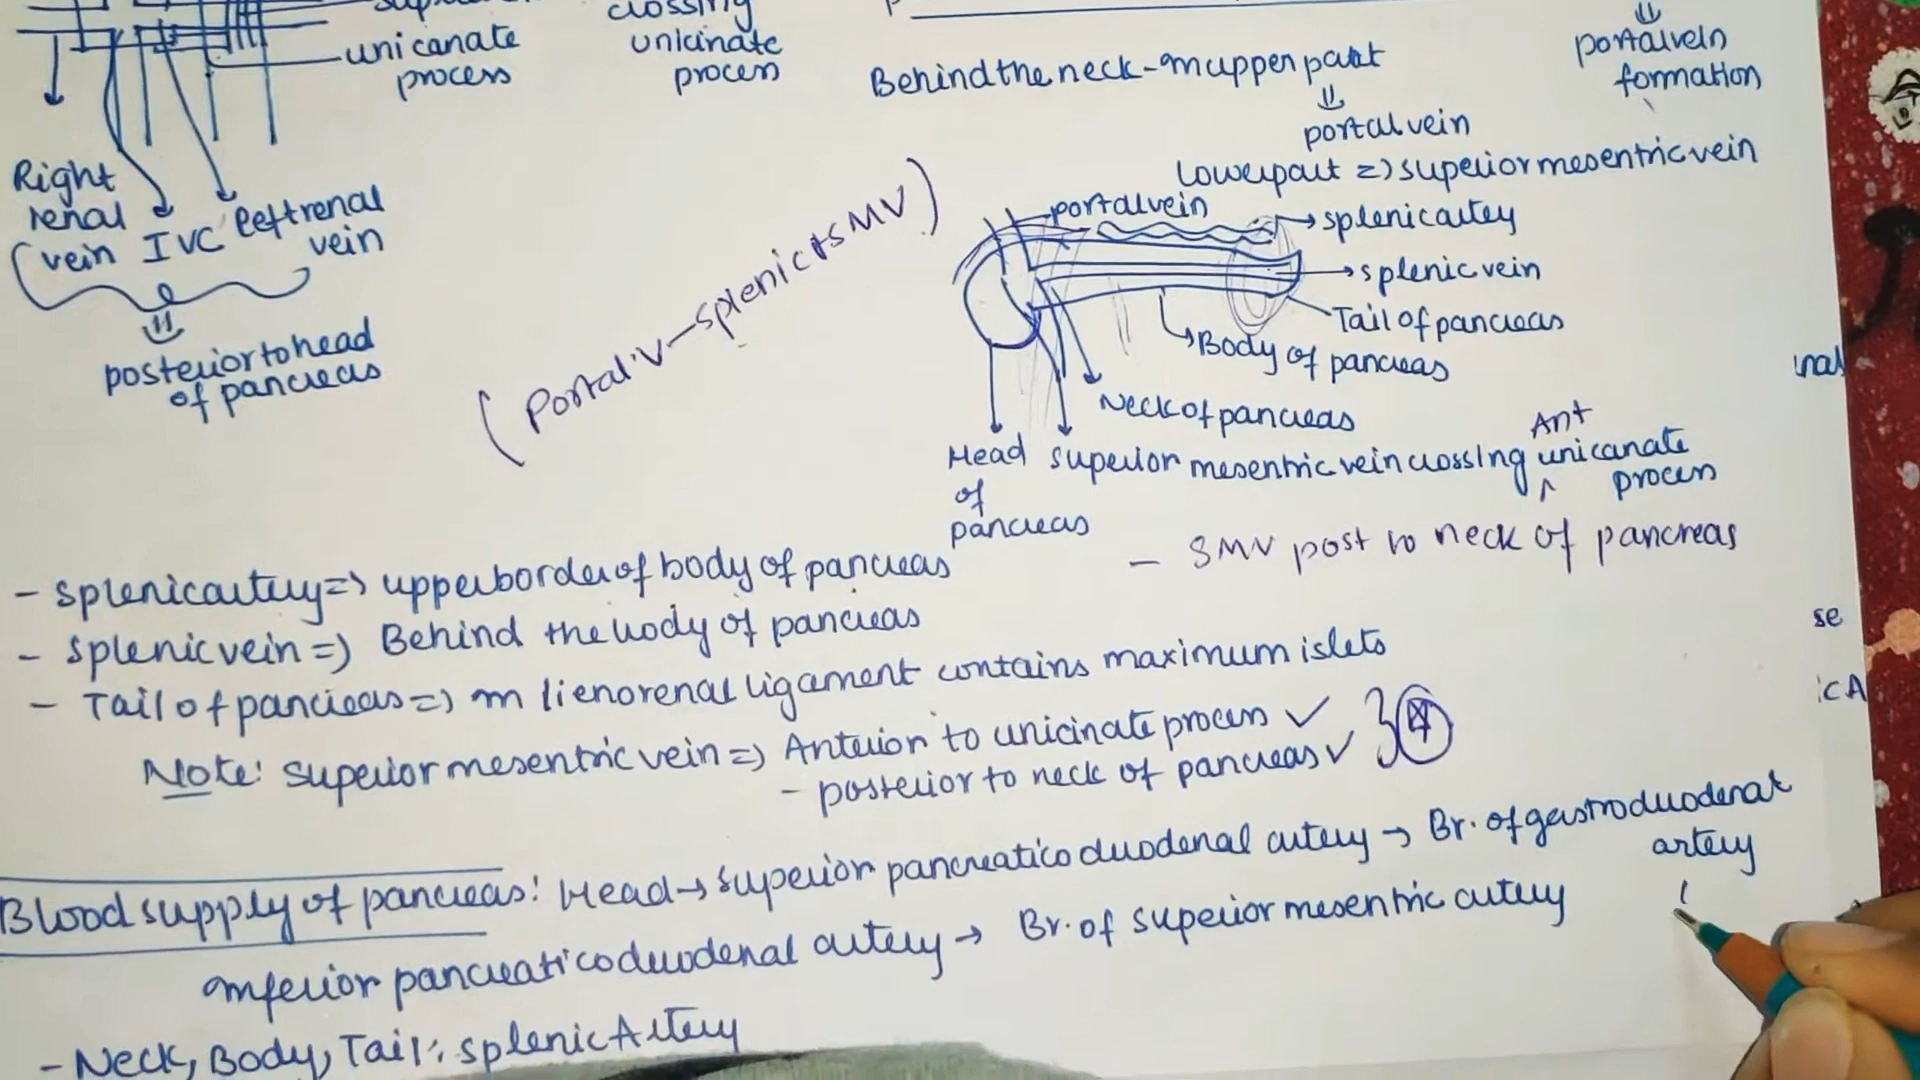 unicanate
process
crossing
unicinate
process
Behind the neck - In upper part
⇓
portal vein
Lower part => superior mesentric vein
⇓
portal vein
formation
Right
renal
vein
IVC
left renal
vein
⇓
posterior to head
of pancreas
(Portal V - splenic + SMV)
portal vein
→ splenic artery
→ splenic vein
Tail of pancreas
Body of pancreas
Neck of pancreas
Head
of
pancreas
Ant
superior mesentric vein crossing ^ unicanate
process
- SMV post to neck of pancreas
- splenic artery => upper border of body of pancreas
- splenic vein => Behind the body of pancreas
- Tail of pancreas => In lienorenal ligament contains maximum islets
Note: superior mesentric vein => Anterior to unicinate process ✓
- posterior to neck of pancreas ✓
Blood supply of pancreas: Head → superior pancreatico duodenal artery → Br. of gastroduodenal
artery
Inferior pancreaticoduodenal artery → Br. of superior mesentric artery
- Neck, Body, Tail: splenic Artery
se